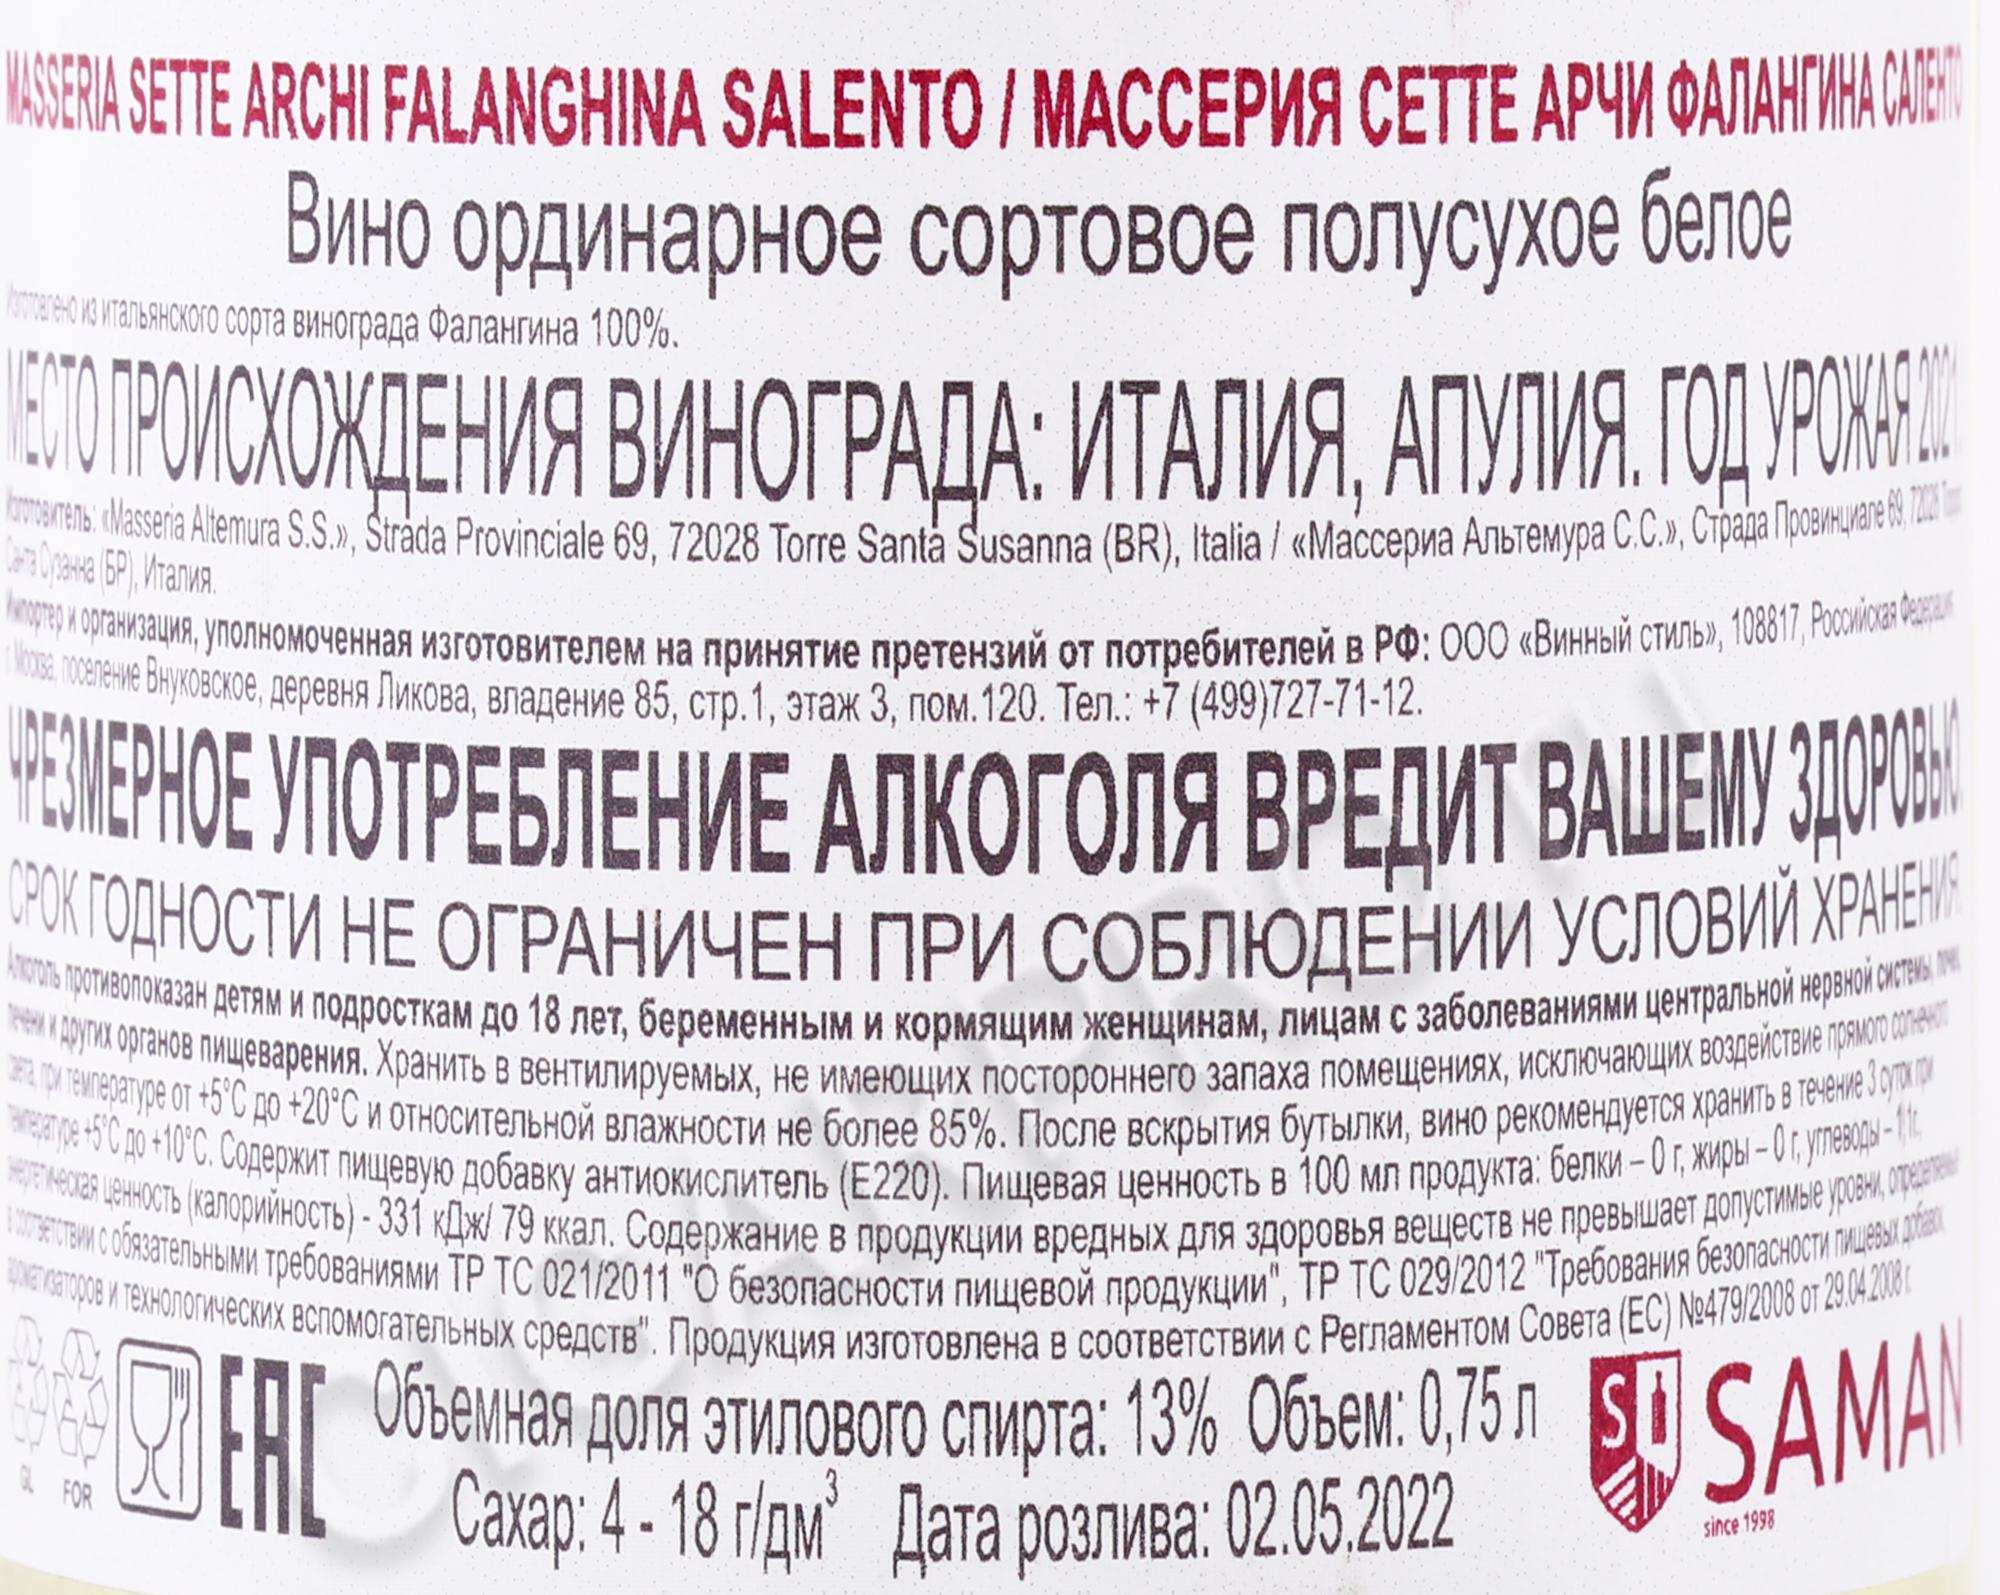 MASSERIA SETTE ARCHI FALANGHINA SALENTO / МАССЕРИЯ СЕТТЕ АРЧИ ФАЛАНГИНА САЛЕНТО
Вино ординарное сортовое полусухое белое
Изготовлено из итальянского сорта винограда Фалангина 100%.
МЕСТО ПРОИСХОЖДЕНИЯ ВИНОГРАДА: ИТАЛИЯ, АПУЛИЯ. ГОД УРОЖАЯ 2021.
Изготовитель: «Masseria Altemura S.S.», Strada Provinciale 69, 72028 Torre Santa Susanna (BR), Italia / «Массериа Альтемура С.С.», Страда Провинциале 69, 72028 Торре
Санта Сузанна (БР), Италия.
Импортер и организация, уполномоченная изготовителем на принятие претензий от потребителей в РФ: ООО «Винный стиль», 108817, Российская Федерация,
г. Москва, поселение Внуковское, деревня Ликова, владение 85, стр.1, этаж 3, пом.120. Тел.: +7 (499)727-71-12.
ЧРЕЗМЕРНОЕ УПОТРЕБЛЕНИЕ АЛКОГОЛЯ ВРЕДИТ ВАШЕМУ ЗДОРОВЬЮ.
СРОК ГОДНОСТИ НЕ ОГРАНИЧЕН ПРИ СОБЛЮДЕНИИ УСЛОВИЙ ХРАНЕНИЯ.
Алкоголь противопоказан детям и подросткам до 18 лет, беременным и кормящим женщинам, лицам с заболеваниями центральной нервной системы, почек,
печени и других органов пищеварения. Хранить в вентилируемых, не имеющих постороннего запаха помещениях, исключающих воздействие прямого солнечного
света, при температуре от +5°C до +20°C и относительной влажности не более 85%. После вскрытия бутылки, вино рекомендуется хранить в течение 3 суток при
температуре +5°C до +10°C. Содержит пищевую добавку антиокислитель (Е220). Пищевая ценность в 100 мл продукта: белки – 0 г, жиры – 0 г, углеводы – 1,1г,
энергетическая ценность (калорийность) - 331 кДж/ 79 ккал. Содержание в продукции вредных для здоровья веществ не превышает допустимые уровни, определяемые
в соответствии с обязательными требованиями ТР ТС 021/2011 "О безопасности пищевой продукции", ТР ТС 029/2012 "Требования безопасности пищевых добавок,
ароматизаторов и технологических вспомогательных средств". Продукция изготовлена в соответствии с Регламентом Совета (ЕС) №479/2008 от 29.04.2008 г.
GL FOR EAC
Объемная доля этилового спирта: 13% Объем: 0,75 л
Сахар: 4 - 18 г/дм³ Дата розлива: 02.05.2022
SAMAN
since 1998